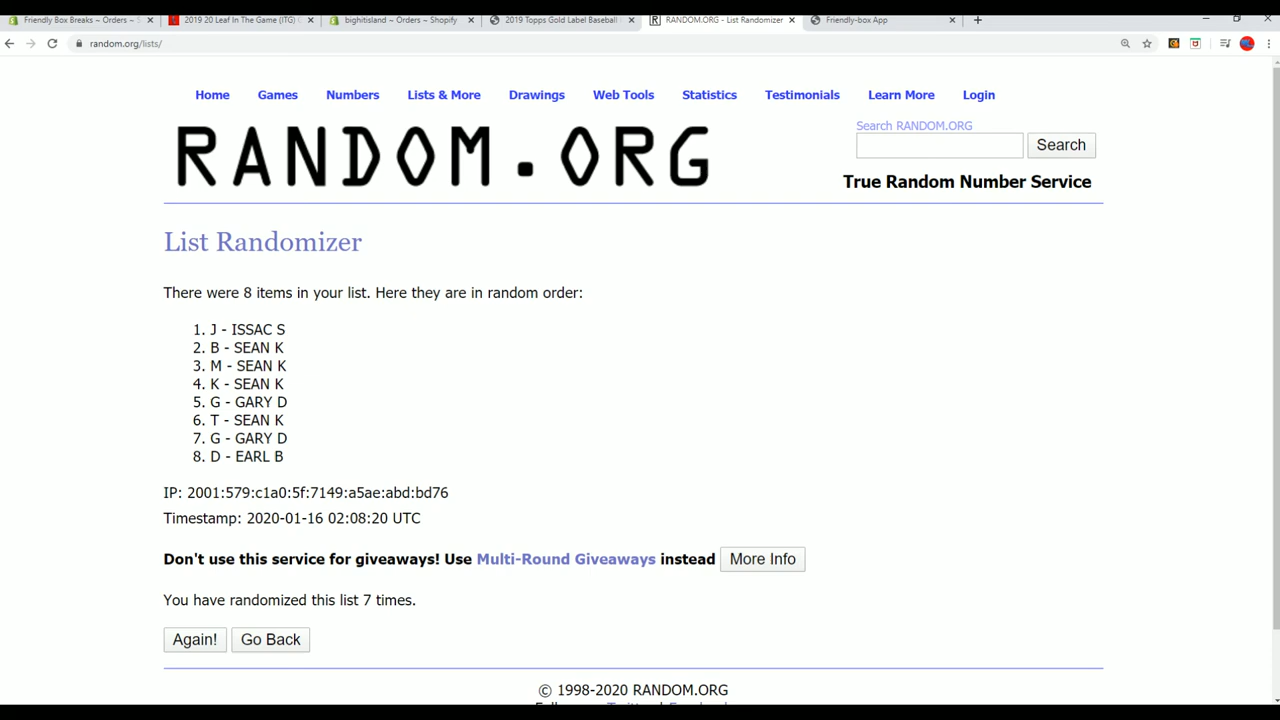 Friendly Box Breaks ~ Orders ~ S
2019 20 Leaf In The Game (ITG)
bighitisland ~ Orders ~ Shopify
2019 Topps Gold Label Baseball
RANDOM.ORG - List Randomizer
Friendly-box App
random.org/lists/
Home Games Numbers Lists & More Drawings Web Tools Statistics Testimonials Learn More Login
RANDOM.ORG
Search RANDOM.ORG
Search
True Random Number Service
List Randomizer
There were 8 items in your list. Here they are in random order:
1. J - ISSAC S
2. B - SEAN K
3. M - SEAN K
4. K - SEAN K
5. G - GARY D
6. T - SEAN K
7. G - GARY D
8. D - EARL B
IP: 2001:579:c1a0:5f:7149:a5ae:abd:bd76
Timestamp: 2020-01-16 02:08:20 UTC
Don't use this service for giveaways! Use Multi-Round Giveaways instead More Info
You have randomized this list 7 times.
Again! Go Back
© 1998-2020 RANDOM.ORG